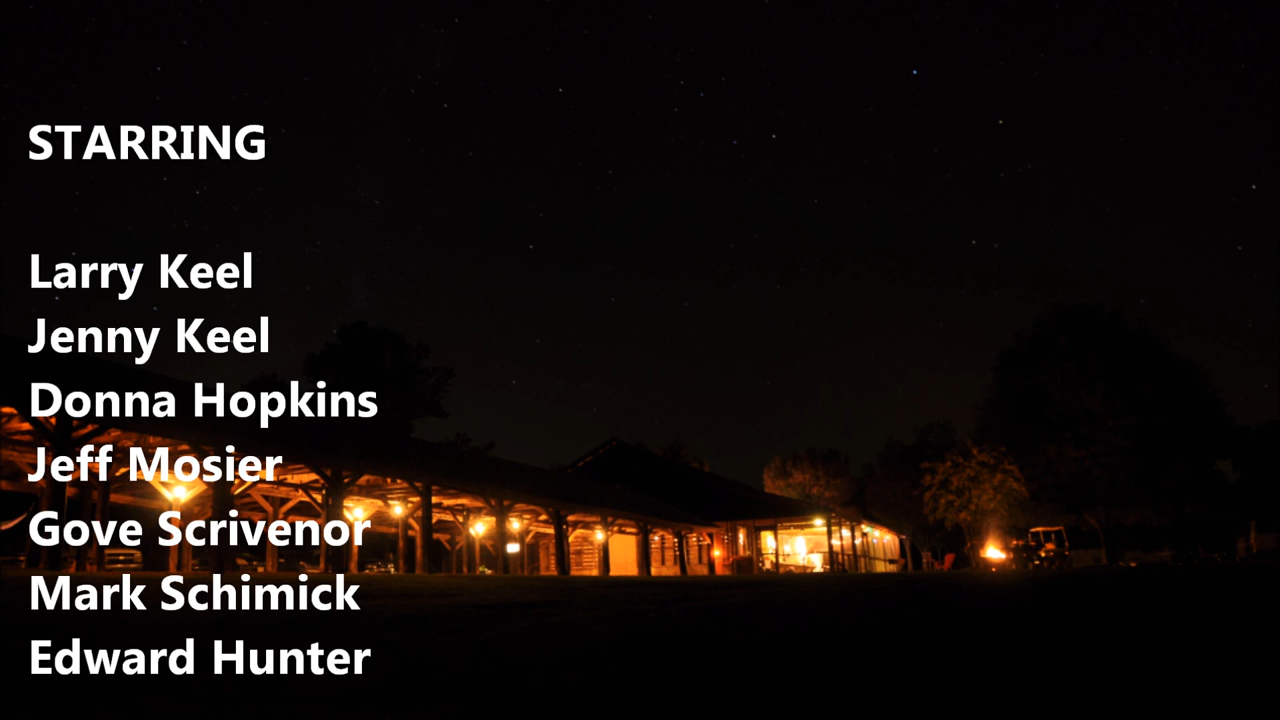 STARRING
Larry Keel
Jenny Keel
Donna Hopkins
Jeff Mosier
Gove Scrivenor
Mark Schimick
Edward Hunter